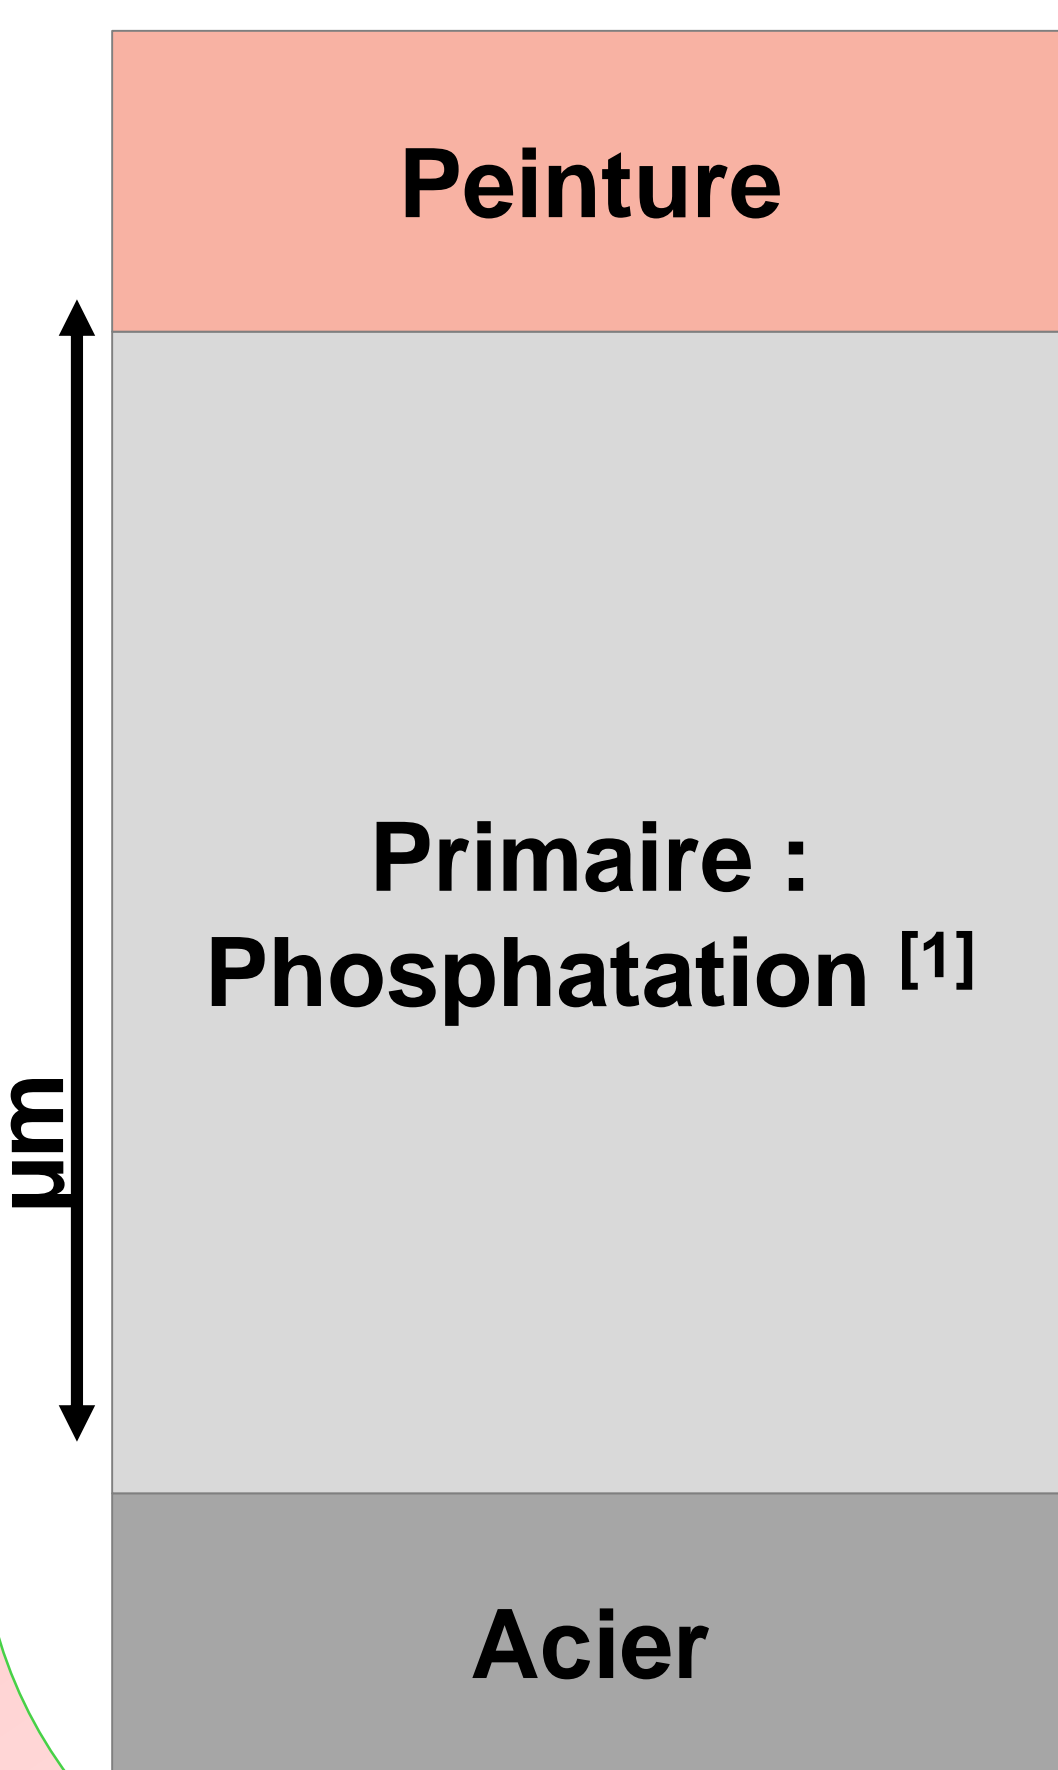 Peinture
Primaire :
Phosphatation [1]
µm
Acier